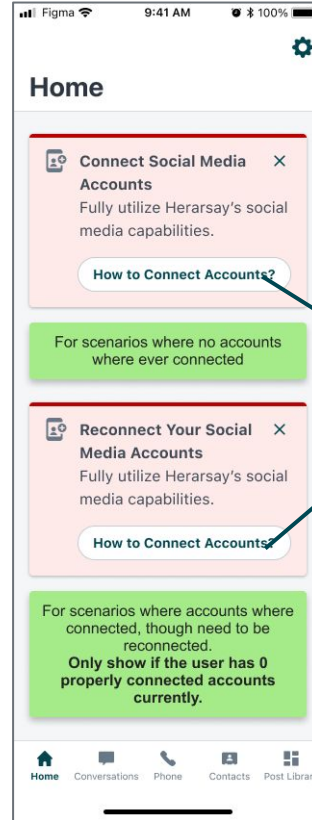 Figma 9:41 AM 100%
Home
Connect Social Media
Accounts
Fully utilize Herarsay's social
media capabilities.
How to Connect Accounts?
For scenarios where no accounts
where ever connected
Reconnect Your Social
Media Accounts
Fully utilize Herarsay's social
media capabilities.
How to Connect Accounts?
For scenarios where accounts where
connected, though need to be
reconnected.
Only show if the user has 0
properly connected accounts
currently.
Home Conversations Phone Contacts Post Librar